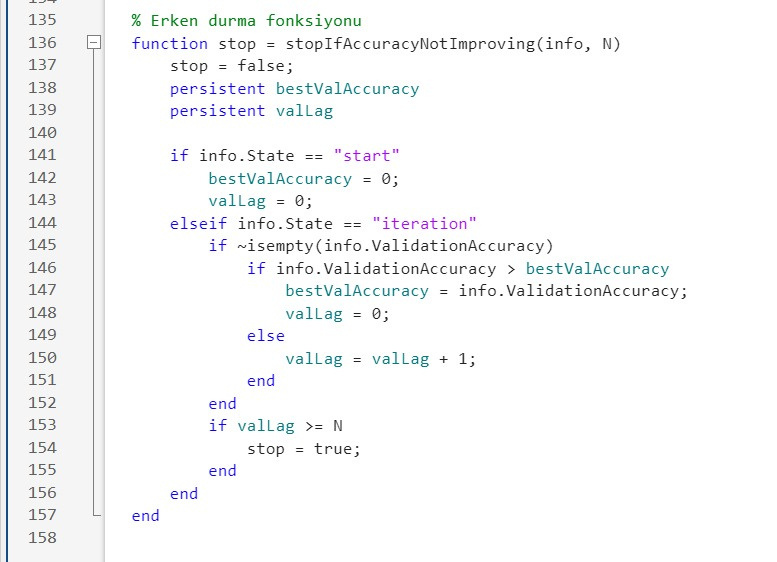 135 % Erken durma fonksiyonu
136 function stop = stopIfAccuracyNotImproving(info, N)
137 stop = false;
138 persistent bestValAccuracy
139 persistent valLag
140
141 if info.State == "start"
142 bestValAccuracy = 0;
143 valLag = 0;
144 elseif info.State == "iteration"
145 if ~isempty(info.ValidationAccuracy)
146 if info.ValidationAccuracy > bestValAccuracy
147 bestValAccuracy = info.ValidationAccuracy;
148 valLag = 0;
149 else
150 valLag = valLag + 1;
151 end
152 end
153 if valLag >= N
154 stop = true;
155 end
156 end
157 end
158